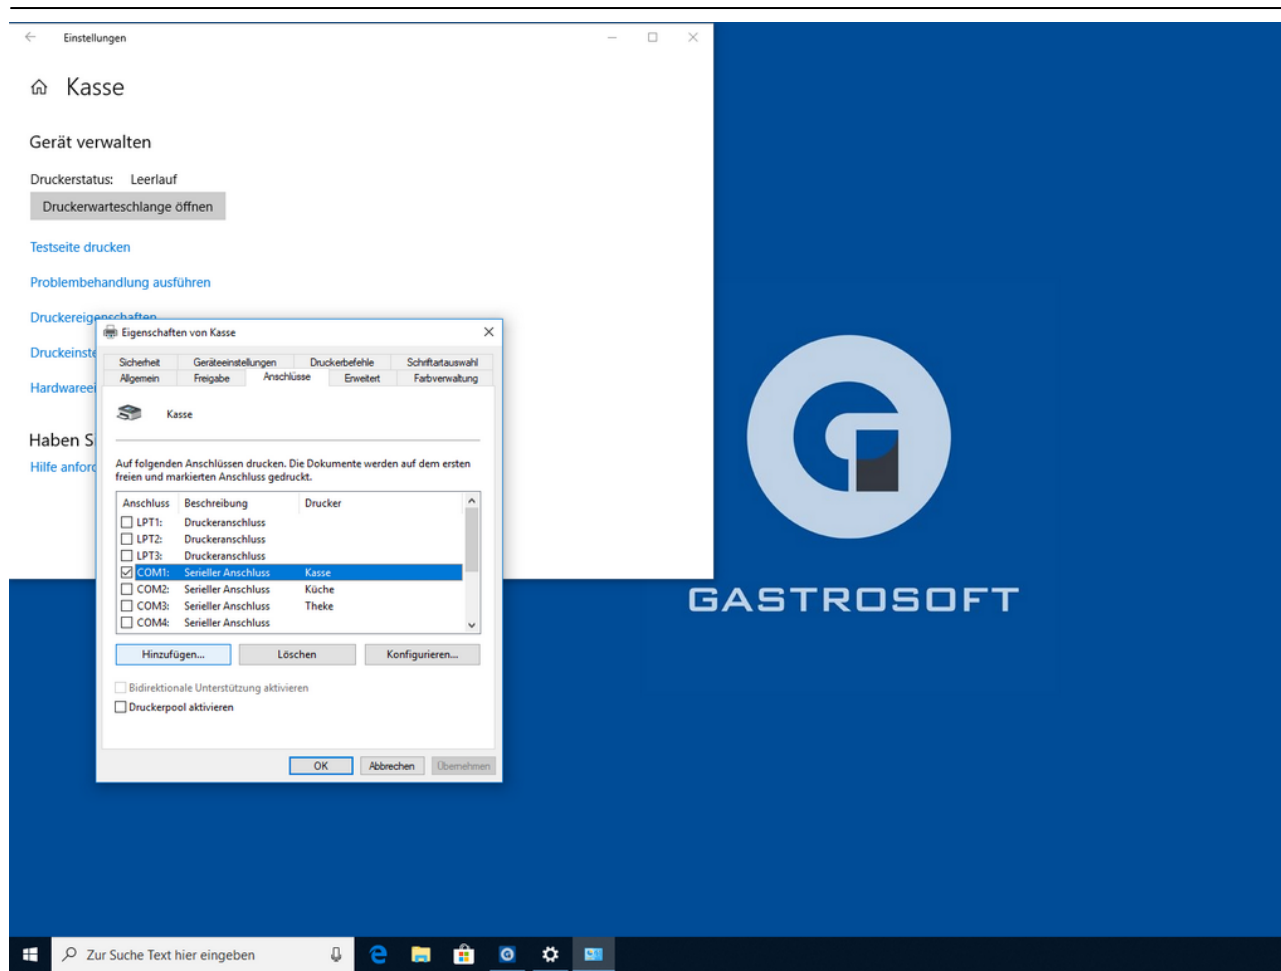 Einstellungen
Kasse
Gerät verwalten
Druckerstatus: Leerlauf
Druckerwarteschlange öffnen
Testseite drucken
Problembehandlung ausführen
Druckereigenschaften
Druckeinste
Hardwareei
Haben S
Hilfe anford
Eigenschaften von Kasse
Sicherheit Geräteeinstellungen Druckerbefehle Schriftartauswahl
Allgemein Freigabe Anschlüsse Erweitert Farbverwaltung
Kasse
Auf folgenden Anschlüssen drucken. Die Dokumente werden auf dem ersten
freien und markierten Anschluss gedruckt.
Anschluss Beschreibung Drucker
LPT1: Druckeranschluss
LPT2: Druckeranschluss
LPT3: Druckeranschluss
COM1: Serieller Anschluss Kasse
COM2: Serieller Anschluss Küche
COM3: Serieller Anschluss Theke
COM4: Serieller Anschluss
Hinzufügen... Löschen Konfigurieren...
Bidirektionale Unterstützung aktivieren
Druckerpool aktivieren
OK Abbrechen Übernehmen
GASTROSOFT
Zur Suche Text hier eingeben